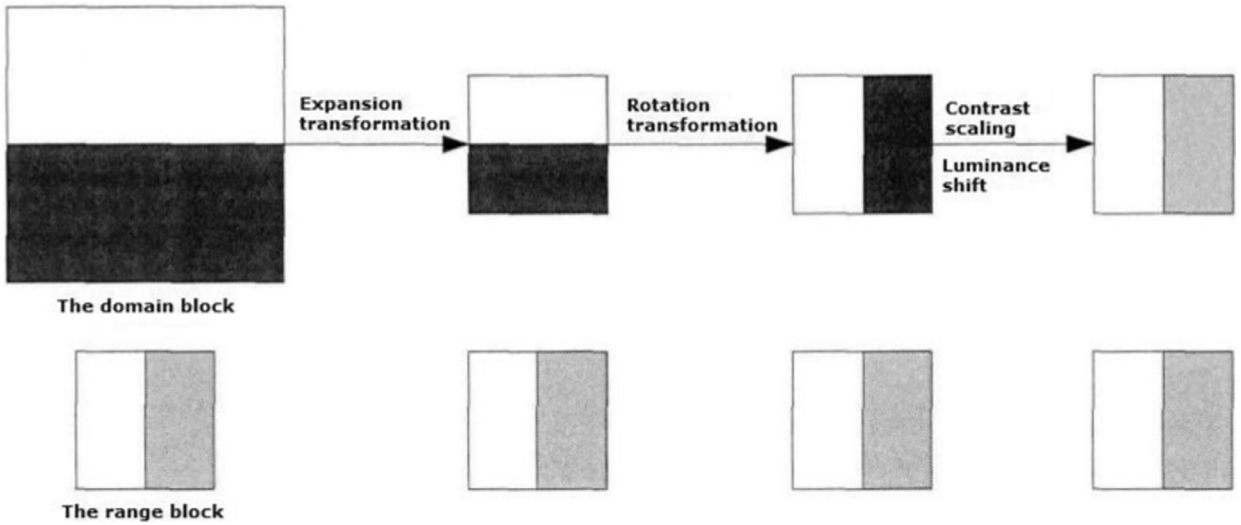 Expansion
transformation
Rotation
transformation
Contrast
scaling
Luminance
shift
The domain block
The range block